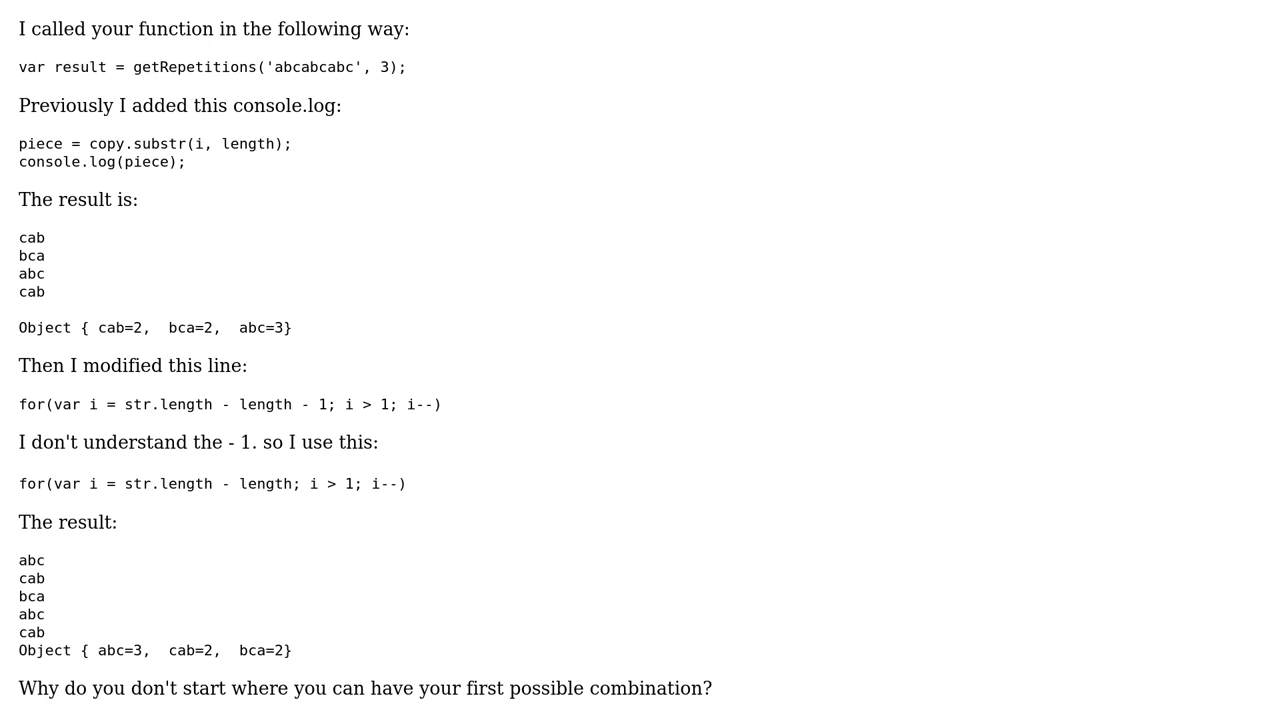 I called your function in the following way:
var result = getRepetitions('abcabcabc', 3);
Previously I added this console.log:
piece = copy.substr(i, length);
console.log(piece);
The result is:
cab
bca
abc
cab
Object { cab=2,  bca=2,  abc=3}
Then I modified this line:
for(var i = str.length - length - 1; i > 1; i--)
I don't understand the - 1. so I use this:
for(var i = str.length - length; i > 1; i--)
The result:
abc
cab
bca
abc
cab
Object { abc=3,  cab=2,  bca=2}
Why do you don't start where you can have your first possible combination?